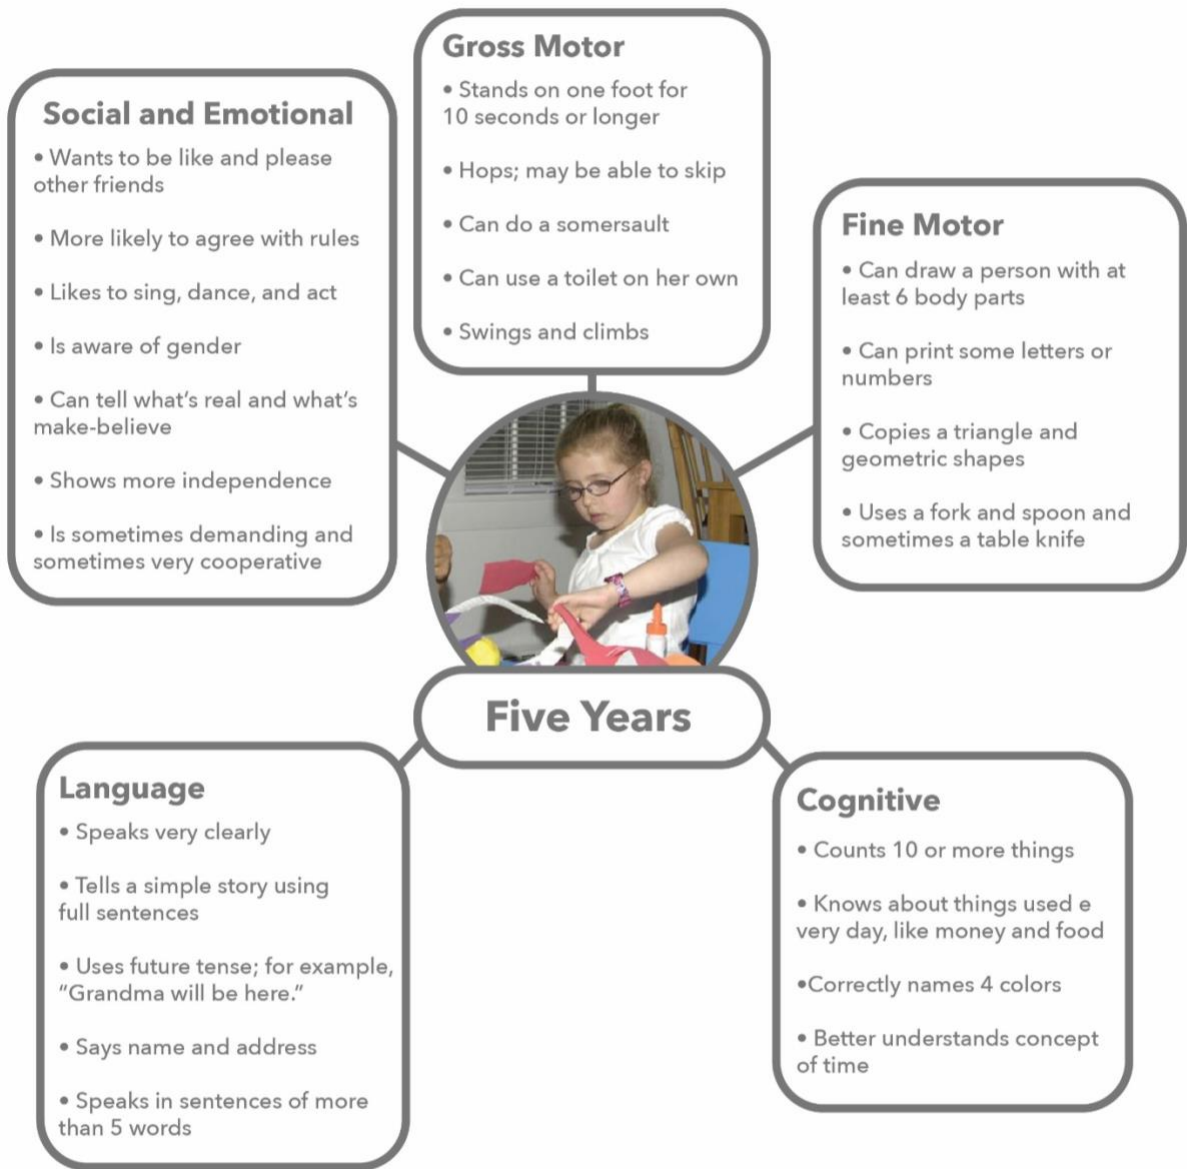 Gross Motor
• Stands on one foot for
10 seconds or longer
• Hops; may be able to skip
• Can do a somersault
• Can use a toilet on her own
• Swings and climbs
Social and Emotional
• Wants to be like and please
other friends
• More likely to agree with rules
• Likes to sing, dance, and act
• Is aware of gender
• Can tell what's real and what's
make-believe
• Shows more independence
• Is sometimes demanding and
sometimes very cooperative
Fine Motor
• Can draw a person with at
least 6 body parts
• Can print some letters or
numbers
• Copies a triangle and
geometric shapes
• Uses a fork and spoon and
sometimes a table knife
Five Years
Language
• Speaks very clearly
• Tells a simple story using
full sentences
• Uses future tense; for example,
“Grandma will be here.”
• Says name and address
• Speaks in sentences of more
than 5 words
Cognitive
• Counts 10 or more things
• Knows about things used e
very day, like money and food
•Correctly names 4 colors
• Better understands concept
of time